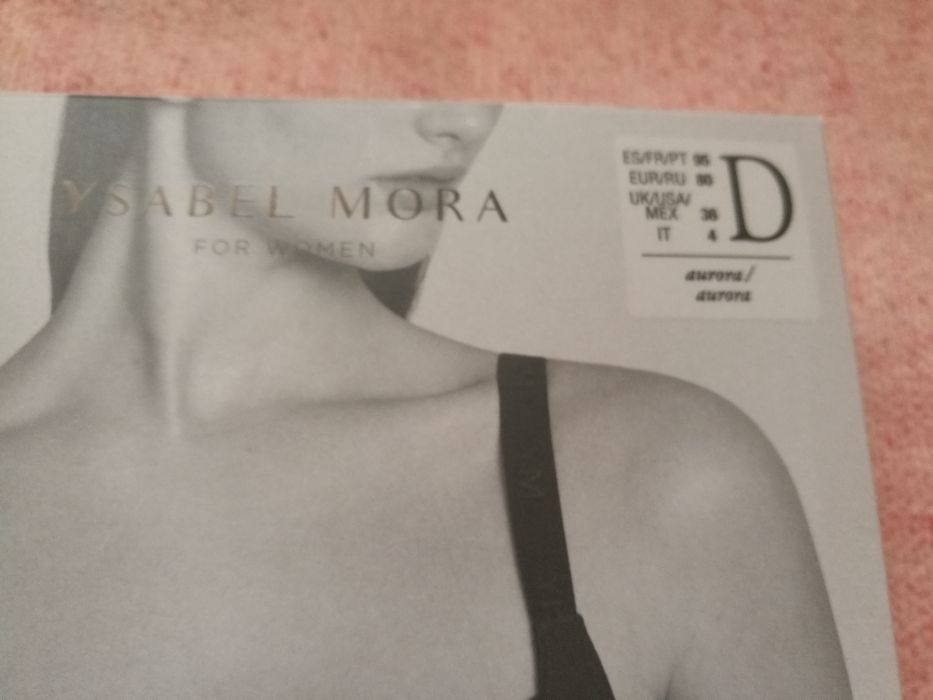 YSABEL MORA
FOR WOMEN
ES/FR/PT 95
EUR/RU 80
UK/USA/
MEX 36
IT 4
D
aurora/
aurora